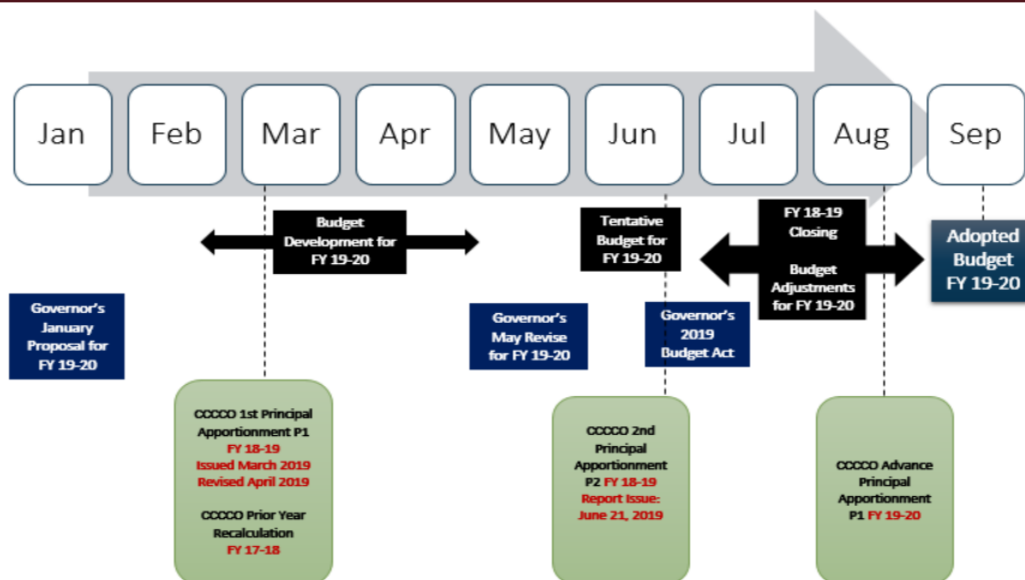 Jan
Feb
Mar
Apr
May
Jun
Jul
Aug
Sep
Budget
Development for
FY 19-20
Tentative
Budget for
FY 19-20
FY 18-19
Closing
Budget
Adjustments
for FY 19-20
Adopted
Budget
FY 19-20
Governor's
January
Proposal for
FY 19-20
Governor's
May Revise
for FY 19-20
Governor's
2019
Budget Act
CCCCO 1st Principal
Apportionment P1
FY 18-19
Issued March 2019
Revised April 2019
CCCCO Prior Year
Recalculation
FY 17-18
CCCCO 2nd
Principal
Apportionment
P2 FY 18-19
Report Issue:
June 21, 2019
CCCCO Advance
Principal
Apportionment
P1 FY 19-20